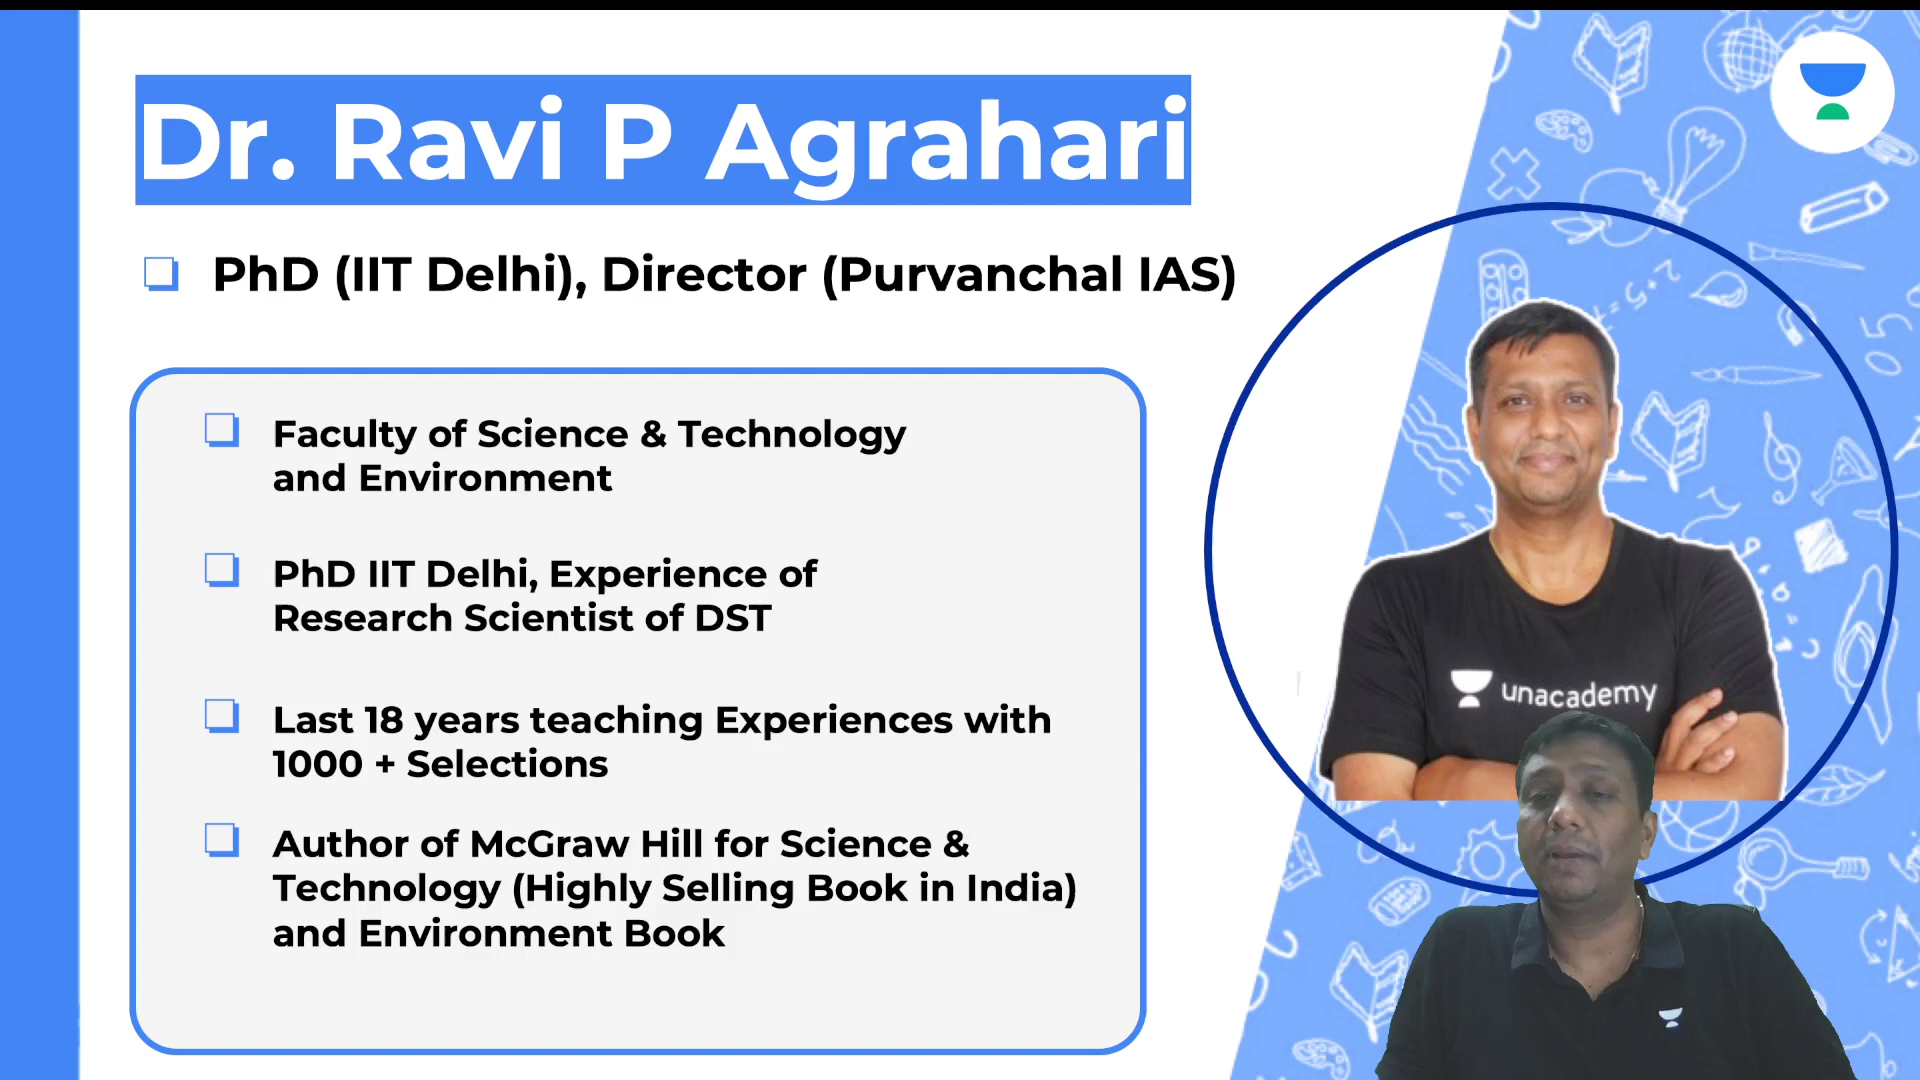 Dr. Ravi P Agrahari
PhD (IIT Delhi), Director (Purvanchal IAS)
Faculty of Science & Technology
and Environment
PhD IIT Delhi, Experience of
Research Scientist of DST
Last 18 years teaching Experiences with
1000 + Selections
Author of McGraw Hill for Science &
Technology (Highly Selling Book in India)
and Environment Book
unacademy